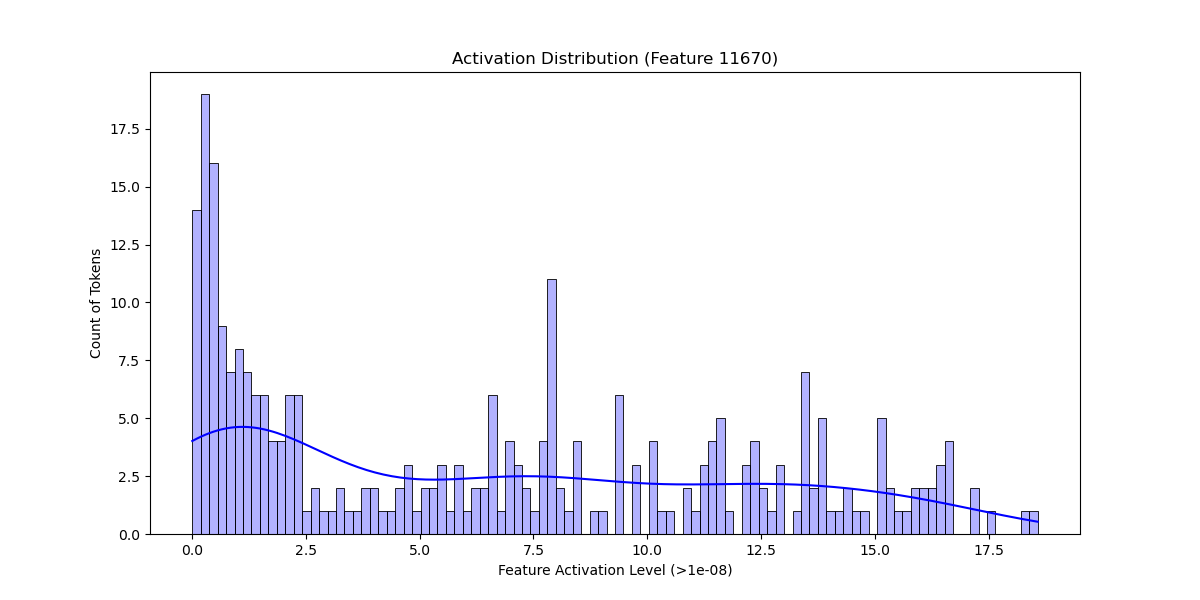 Activation Distribution (Feature 11670)
17.5
15.0
12.5
10.0
7.5
5.0
2.5
0.0
Count of Tokens
0.0 2.5 5.0 7.5 10.0 12.5 15.0 17.5
Feature Activation Level (>1e-08)